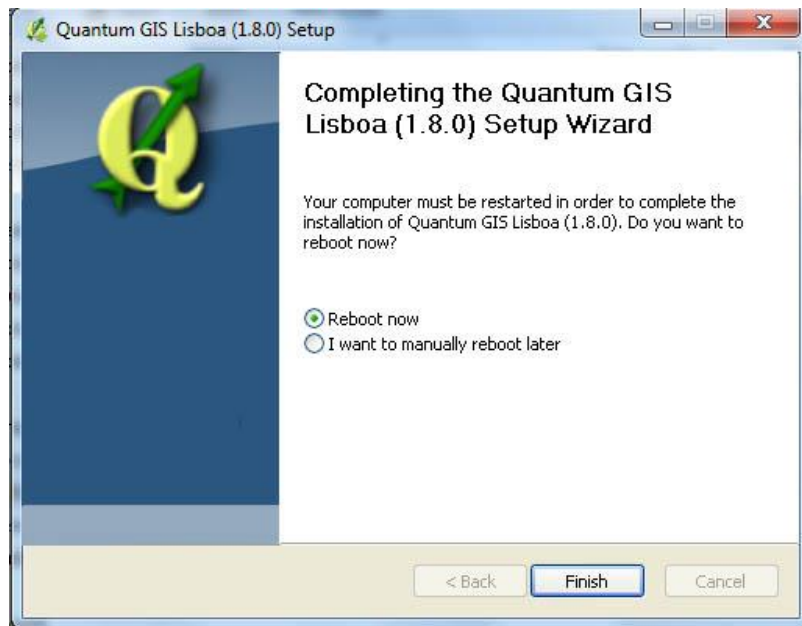 Quantum GIS Lisboa (1.8.0) Setup
Completing the Quantum GIS
Lisboa (1.8.0) Setup Wizard
Your computer must be restarted in order to complete the
installation of Quantum GIS Lisboa (1.8.0). Do you want to
reboot now?
Reboot now
I want to manually reboot later
< Back Finish Cancel